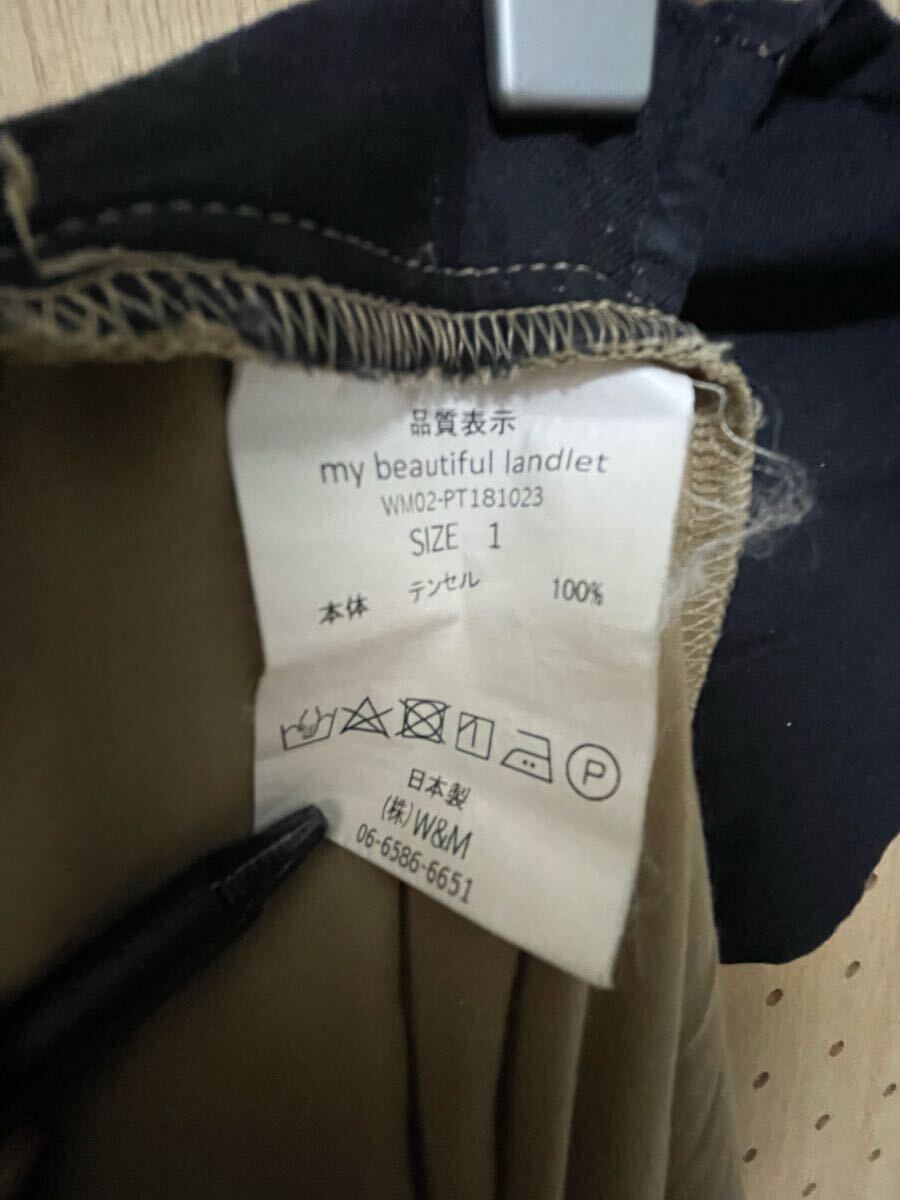 品質表示
my beautiful landlet
WM02-PT181023
SIZE 1
本体 テンセル 100%
P
日本製
(株)W&M
06-6586-6651